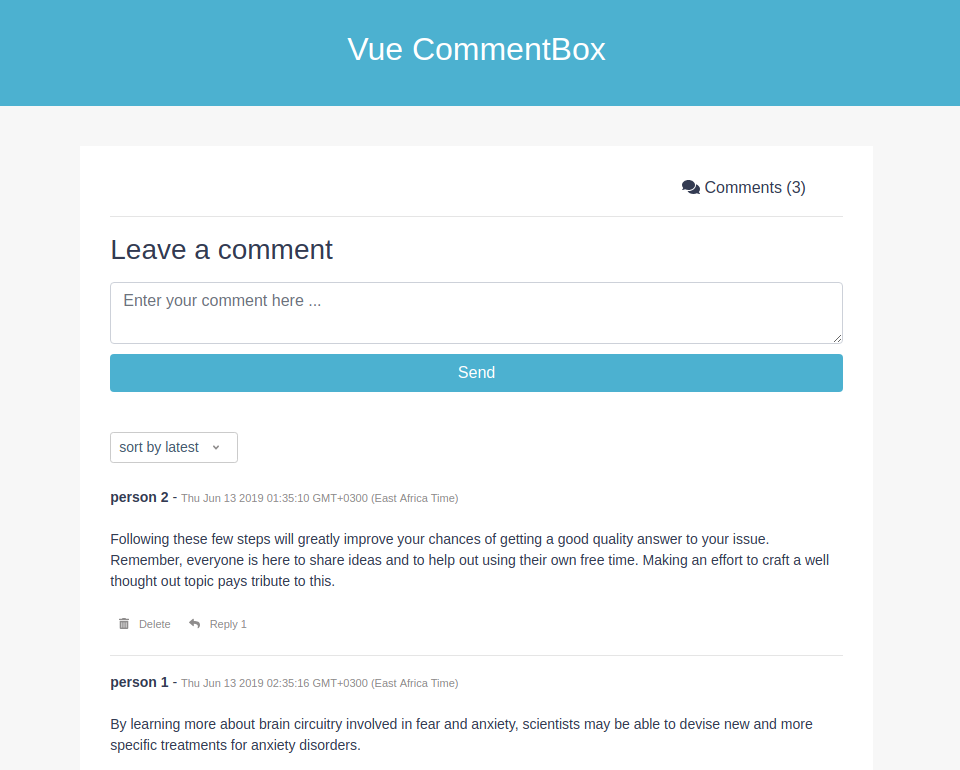 Vue CommentBox
Comments (3)
Leave a comment
Enter your comment here ...
Send
sort by latest
person 2 - Thu Jun 13 2019 01:35:10 GMT+0300 (East Africa Time)
Following these few steps will greatly improve your chances of getting a good quality answer to your issue.
Remember, everyone is here to share ideas and to help out using their own free time. Making an effort to craft a well
thought out topic pays tribute to this.
Delete Reply 1
person 1 - Thu Jun 13 2019 02:35:16 GMT+0300 (East Africa Time)
By learning more about brain circuitry involved in fear and anxiety, scientists may be able to devise new and more
specific treatments for anxiety disorders.